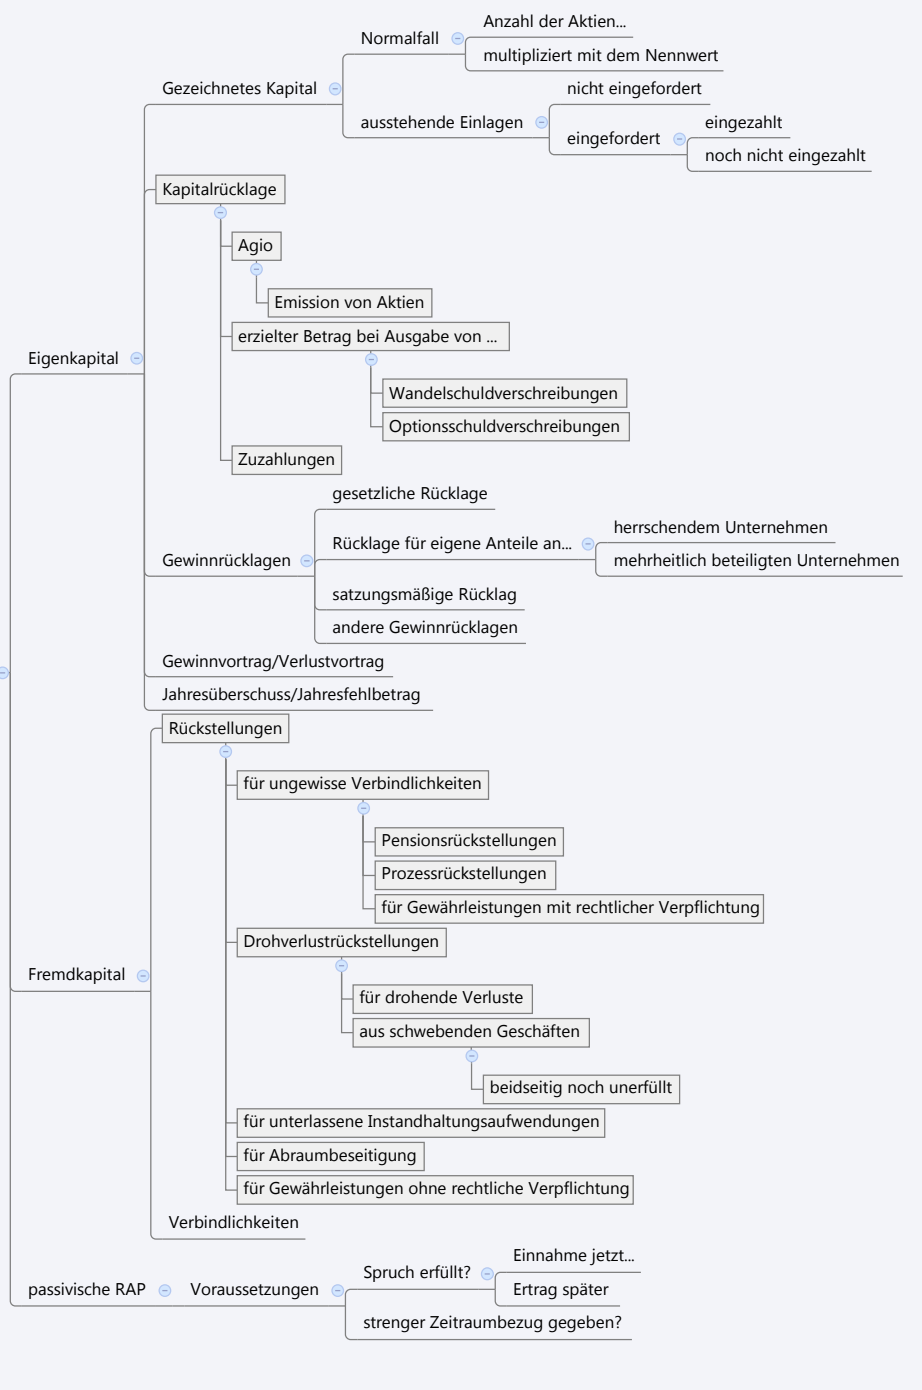 Anzahl der Aktien...
Normalfall
multipliziert mit dem Nennwert
Gezeichnetes Kapital
nicht eingefordert
ausstehende Einlagen
eingezahlt
eingefordert
noch nicht eingezahlt
Kapitalrücklage
Agio
Emission von Aktien
erzielter Betrag bei Ausgabe von ...
Eigenkapital
Wandelschuldverschreibungen
Optionsschuldverschreibungen
Zuzahlungen
gesetzliche Rücklage
herrschendem Unternehmen
Rücklage für eigene Anteile an...
Gewinnrücklagen
mehrheitlich beteiligten Unternehmen
satzungsmäßige Rücklag
andere Gewinnrücklagen
Gewinnvortrag/Verlustvortrag
Jahresüberschuss/Jahresfehlbetrag
Rückstellungen
für ungewisse Verbindlichkeiten
Pensionsrückstellungen
Prozessrückstellungen
für Gewährleistungen mit rechtlicher Verpflichtung
Drohverlustrückstellungen
Fremdkapital
für drohende Verluste
aus schwebenden Geschäften
beidseitig noch unerfüllt
für unterlassene Instandhaltungsaufwendungen
für Abraumbeseitigung
für Gewährleistungen ohne rechtliche Verpflichtung
Verbindlichkeiten
Einnahme jetzt...
Spruch erfüllt?
passivische RAP
Voraussetzungen
Ertrag später
strenger Zeitraumbezug gegeben?